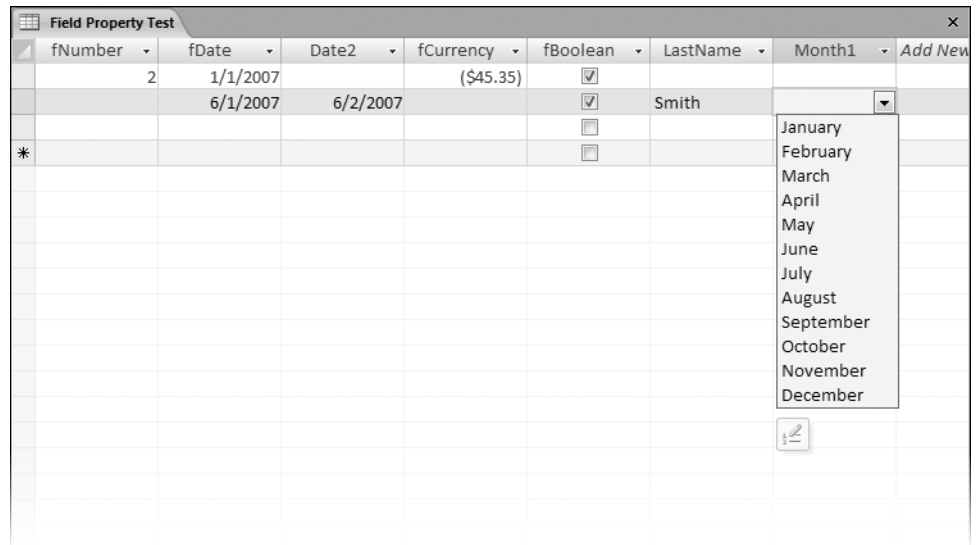 Field Property Test
fNumber fDate Date2 fCurrency fBoolean LastName Month1 Add New
2 1/1/2007 ($45.35)
6/1/2007 6/2/2007 Smith
January
February
March
April
May
June
July
August
September
October
November
December